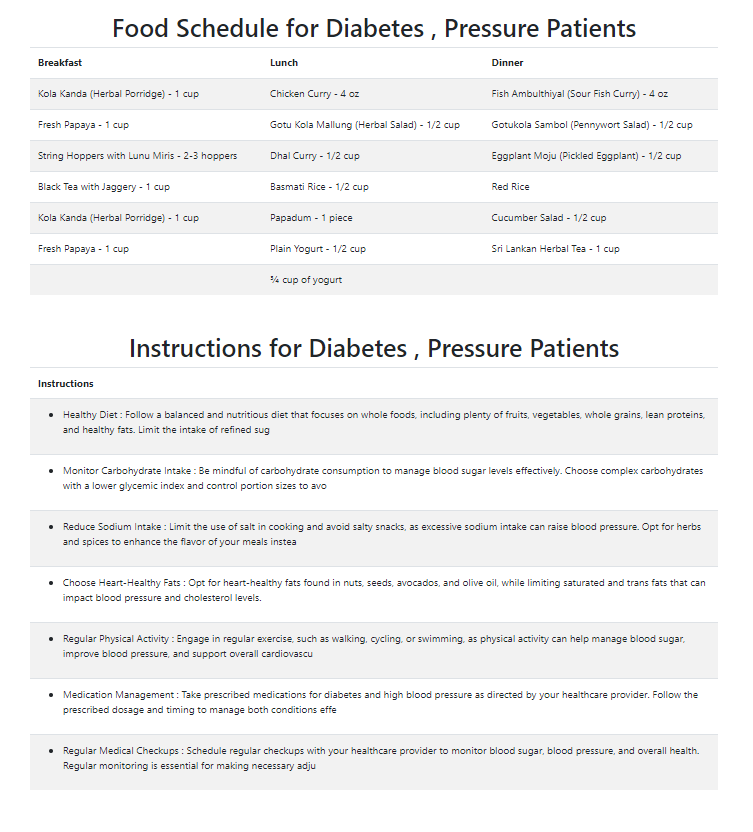 Food Schedule for Diabetes , Pressure Patients
Breakfast Lunch Dinner
Kola Kanda (Herbal Porridge) - 1 cup Chicken Curry - 4 oz Fish Ambulthiyal (Sour Fish Curry) - 4 oz
Fresh Papaya - 1 cup Gotu Kola Mallung (Herbal Salad) - 1/2 cup Gotukola Sambol (Pennywort Salad) - 1/2 cup
String Hoppers with Lunu Miris - 2-3 hoppers Dhal Curry - 1/2 cup Eggplant Moju (Pickled Eggplant) - 1/2 cup
Black Tea with Jaggery - 1 cup Basmati Rice - 1/2 cup Red Rice
Kola Kanda (Herbal Porridge) - 1 cup Papadum - 1 piece Cucumber Salad - 1/2 cup
Fresh Papaya - 1 cup Plain Yogurt - 1/2 cup Sri Lankan Herbal Tea - 1 cup
¾ cup of yogurt
Instructions for Diabetes , Pressure Patients
Instructions
• Healthy Diet : Follow a balanced and nutritious diet that focuses on whole foods, including plenty of fruits, vegetables, whole grains, lean proteins,
and healthy fats. Limit the intake of refined sug
• Monitor Carbohydrate Intake : Be mindful of carbohydrate consumption to manage blood sugar levels effectively. Choose complex carbohydrates
with a lower glycemic index and control portion sizes to avo
• Reduce Sodium Intake : Limit the use of salt in cooking and avoid salty snacks, as excessive sodium intake can raise blood pressure. Opt for herbs
and spices to enhance the flavor of your meals instea
• Choose Heart-Healthy Fats : Opt for heart-healthy fats found in nuts, seeds, avocados, and olive oil, while limiting saturated and trans fats that can
impact blood pressure and cholesterol levels.
• Regular Physical Activity : Engage in regular exercise, such as walking, cycling, or swimming, as physical activity can help manage blood sugar,
improve blood pressure, and support overall cardiovascu
• Medication Management : Take prescribed medications for diabetes and high blood pressure as directed by your healthcare provider. Follow the
prescribed dosage and timing to manage both conditions effe
• Regular Medical Checkups : Schedule regular checkups with your healthcare provider to monitor blood sugar, blood pressure, and overall health.
Regular monitoring is essential for making necessary adju